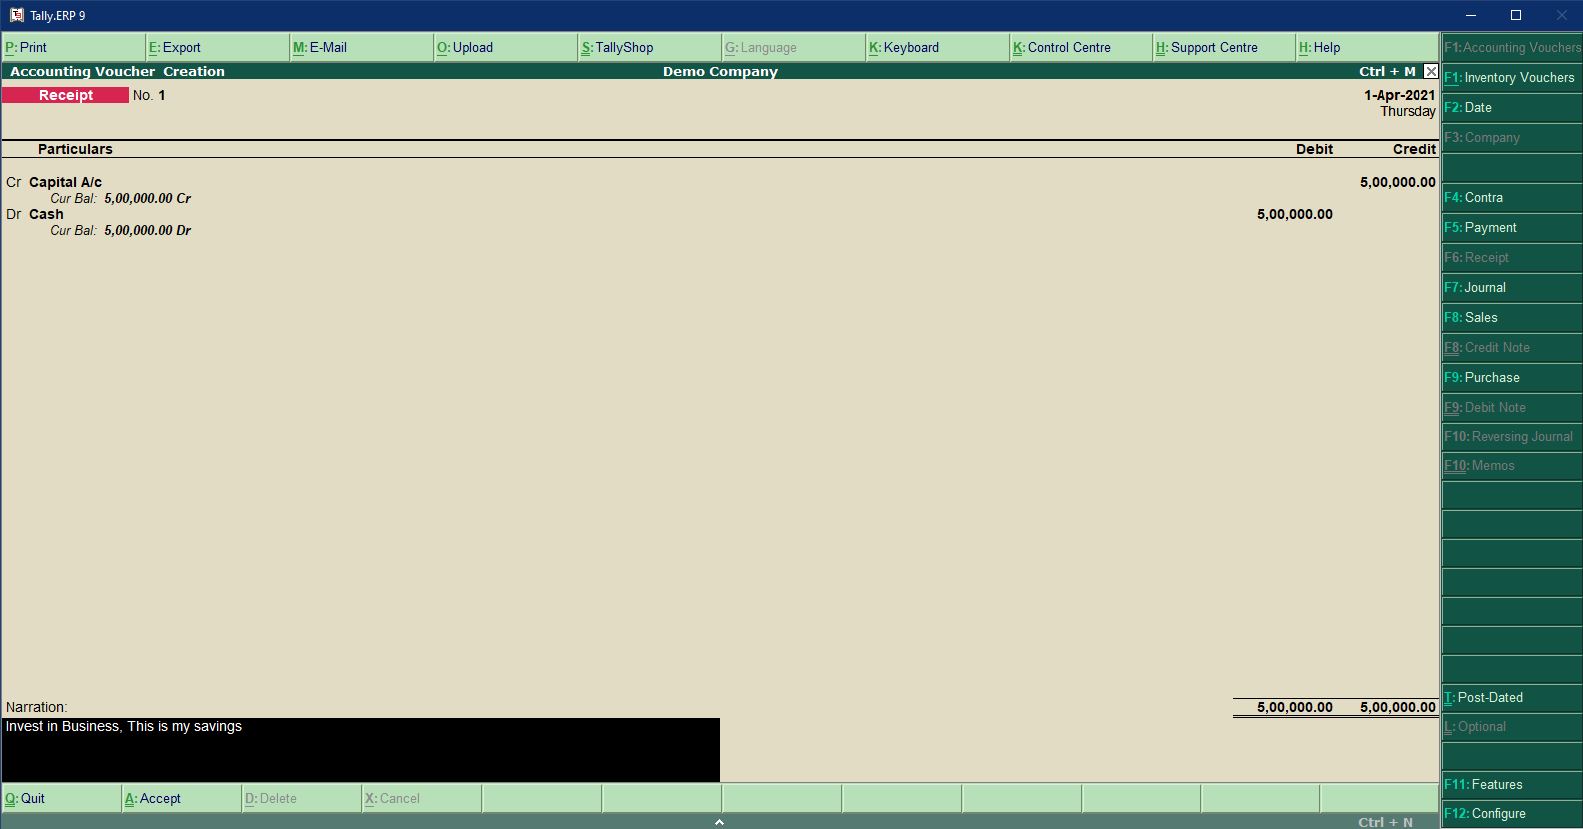 Tally.ERP 9
P: Print E: Export M: E-Mail O: Upload S: TallyShop G: Language K: Keyboard K: Control Centre H: Support Centre H: Help
Accounting Voucher Creation Demo Company Ctrl + M
Receipt No. 1 1-Apr-2021
Thursday
Particulars Debit Credit
Cr Capital A/c 5,00,000.00
Cur Bal: 5,00,000.00 Cr
Dr Cash 5,00,000.00
Cur Bal: 5,00,000.00 Dr
Narration: 5,00,000.00 5,00,000.00
Invest in Business, This is my savings
Q: Quit A: Accept D: Delete X: Cancel
Ctrl + N
F1: Accounting Vouchers
F1: Inventory Vouchers
F2: Date
F3: Company
F4: Contra
F5: Payment
F6: Receipt
F7: Journal
F8: Sales
F8: Credit Note
F9: Purchase
F9: Debit Note
F10: Reversing Journal
F10: Memos
T: Post-Dated
L: Optional
F11: Features
F12: Configure